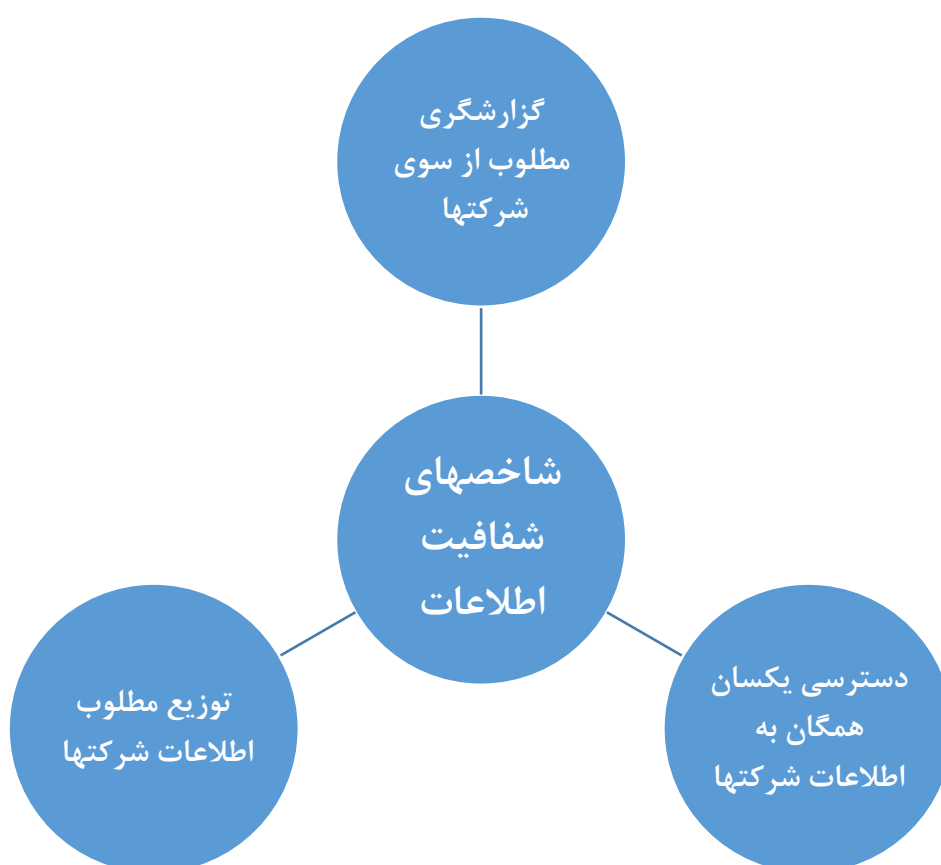 گزارشگری
مطلوب از سوی
شرکتها
شاخصهای
شفافیت
اطلاعات
دسترسی یکسان
همگان به
اطلاعات شرکتها
توزیع مطلوب
اطلاعات شرکتها